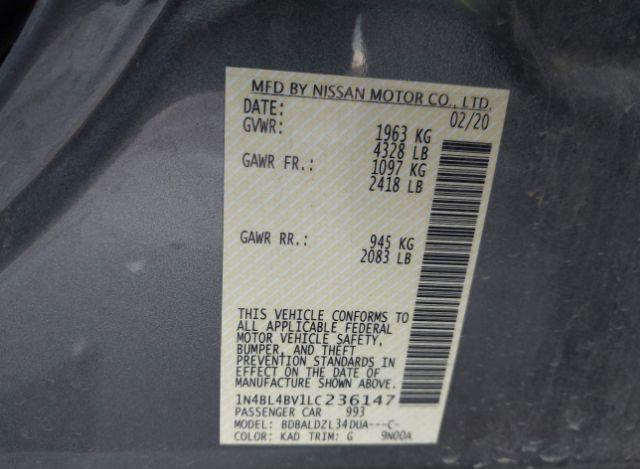 MFD BY NISSAN MOTOR CO., LTD.
DATE: 02/20
GVWR: 1963 KG
4328 LB
GAWR FR.: 1097 KG
2418 LB
GAWR RR.: 945 KG
2083 LB
THIS VEHICLE CONFORMS TO
ALL APPLICABLE FEDERAL
MOTOR VEHICLE SAFETY,
BUMPER, AND THEFT
PREVENTION STANDARDS IN
EFFECT ON THE DATE OF
MANUFACTURE SHOWN ABOVE.
1N4BL4BV1LC236147
PASSENGER CAR 993
MODEL: BDBALDZL34DUA---C-
COLOR: KAD TRIM: G 9N00A